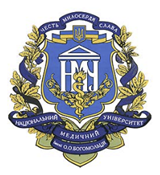 ЧЕСТЬ МИЛОСЕРДЯ СЛАВА
НМУ
НАЦІОНАЛЬНИЙ УНІВЕРСИТЕТ
МЕДИЧНИЙ
імені О.О.БОГОМОЛЬЦЯ